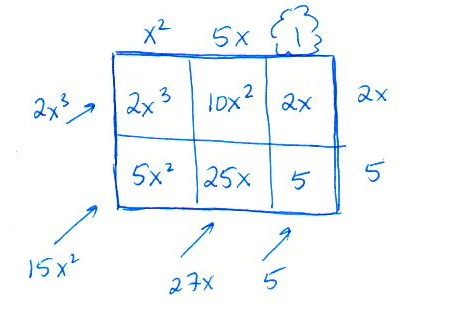 x² 5x 1
2x³ 2x³ 10x² 2x 2x
5x² 25x 5 5
15x² 27x 5